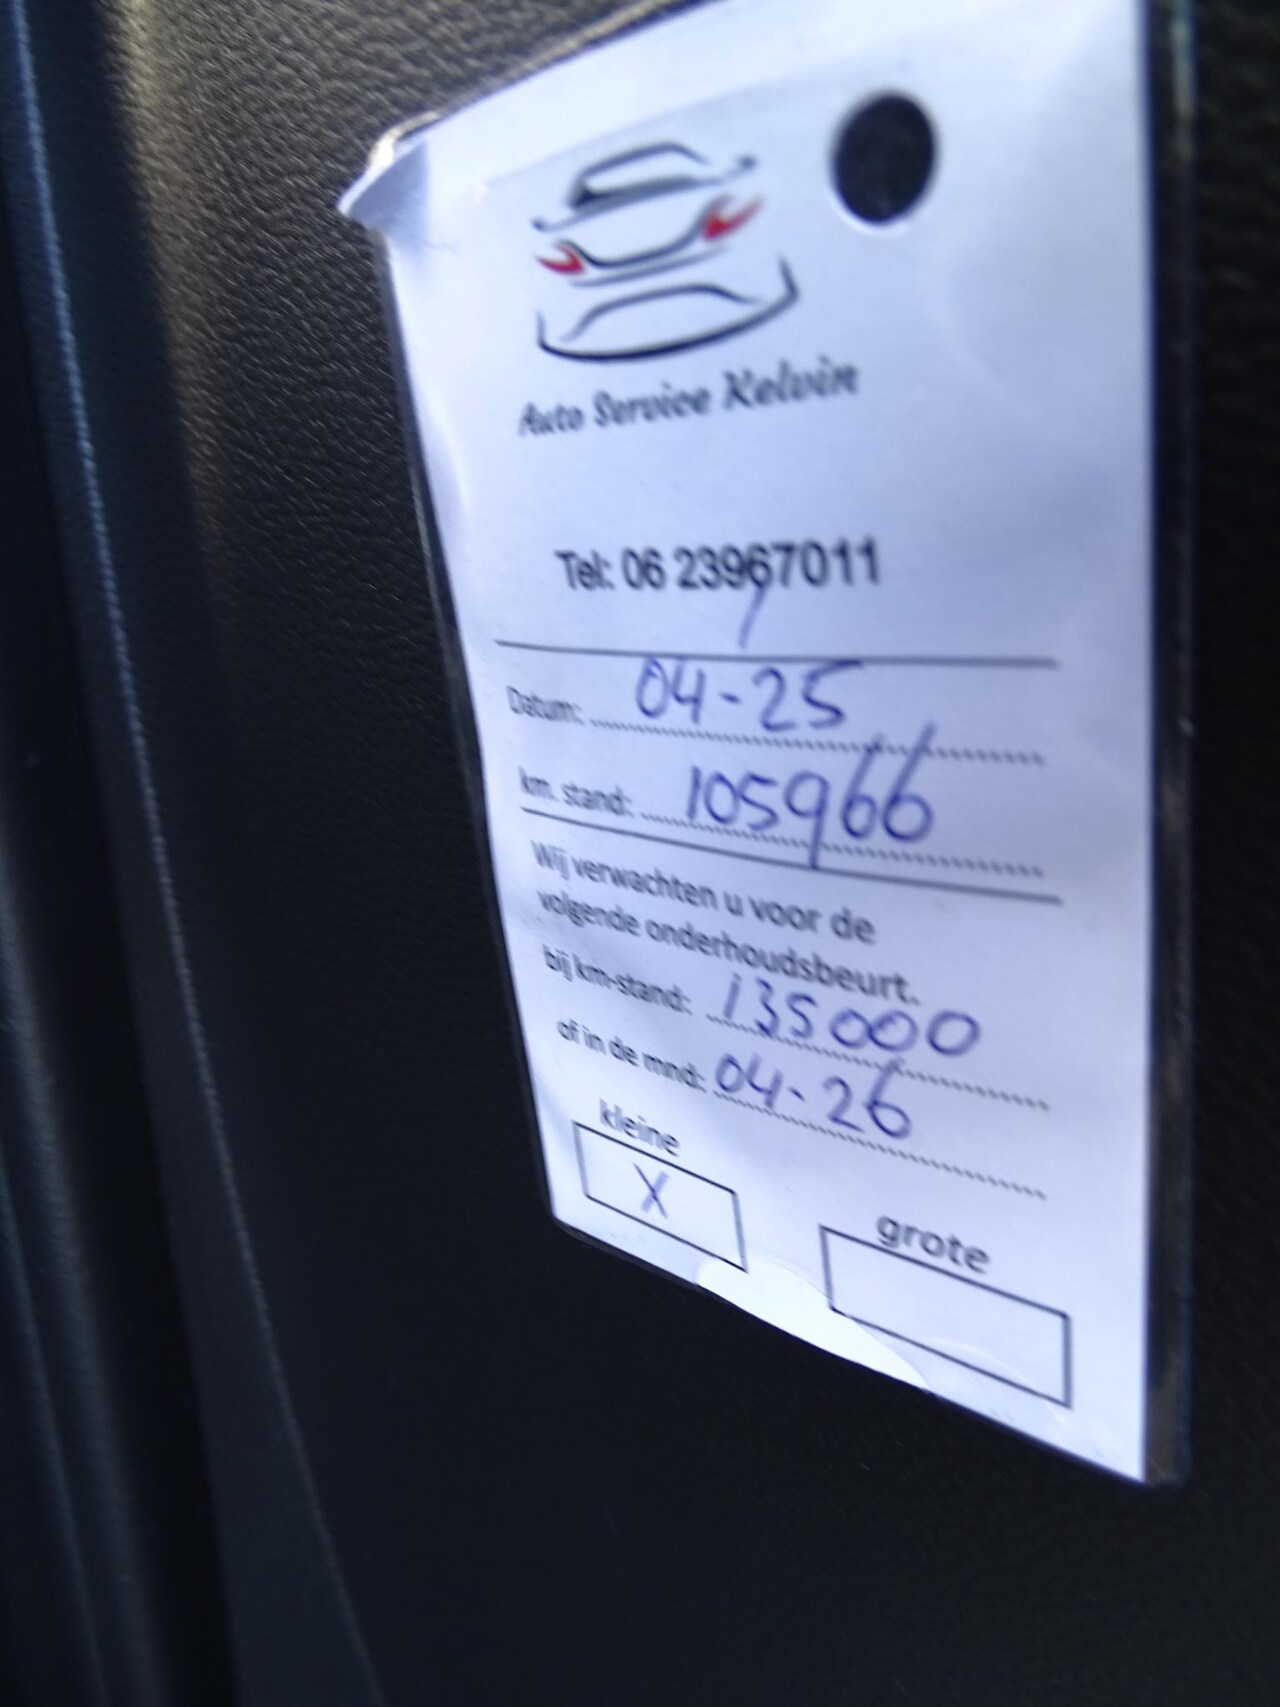 Auto Service Kelvin
Tel: 06 23967011
Datum: 04-25
km. stand: 105966
Wij verwachten u voor de
volgende onderhoudsbeurt.
bij km-stand: 135000
of in de mnd: 04-26
kleine
X
grote